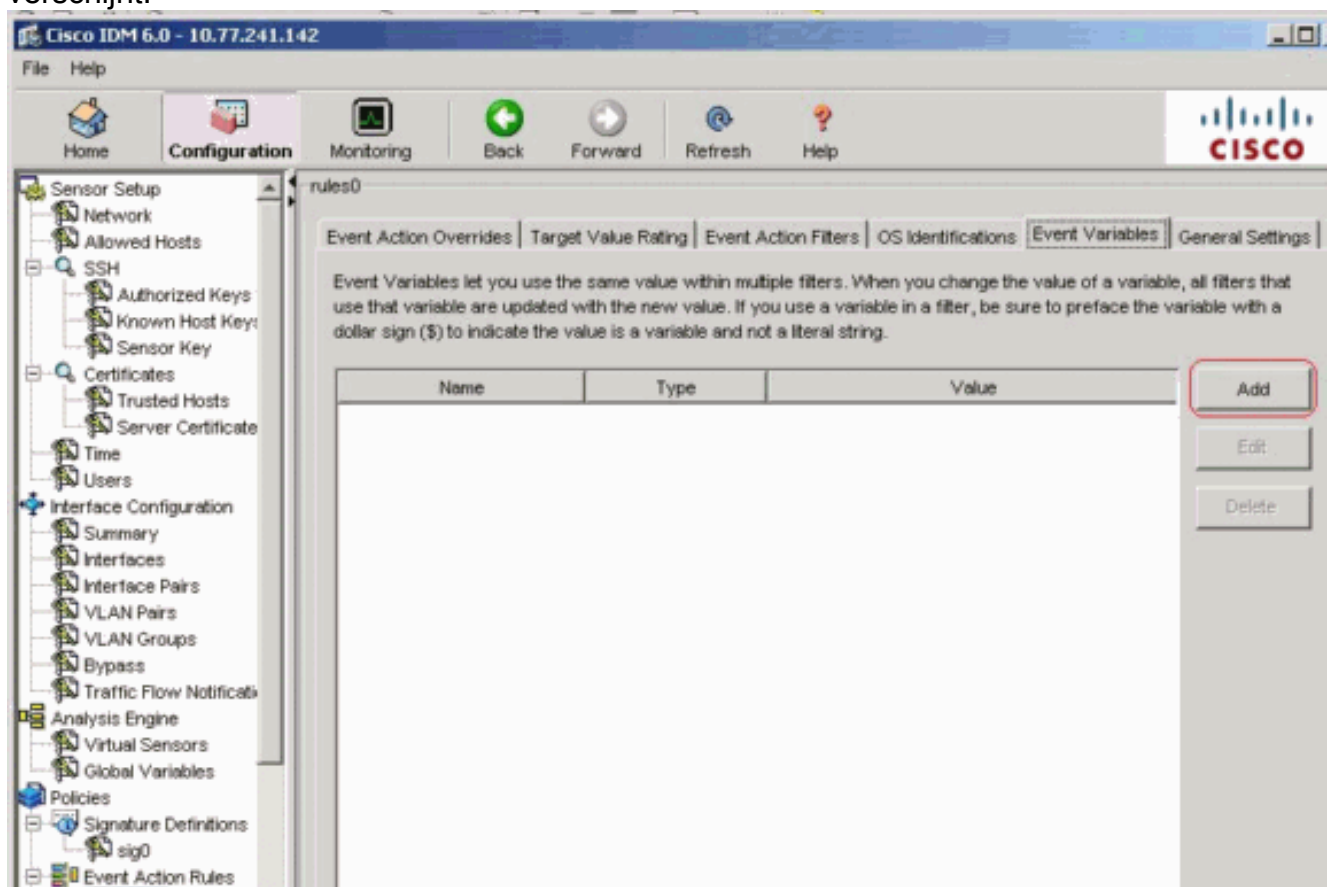 verschijnt.
Cisco IDM 6.0 - 10.77.241.142
File Help
Home Configuration Monitoring Back Forward Refresh Help
CISCO
Sensor Setup
Network
Allowed Hosts
SSH
Authorized Keys
Known Host Keys
Sensor Key
Certificates
Trusted Hosts
Server Certificate
Time
Users
Interface Configuration
Summary
Interfaces
Interface Pairs
VLAN Pairs
VLAN Groups
Bypass
Traffic Flow Notificati
Analysis Engine
Virtual Sensors
Global Variables
Policies
Signature Definitions
sig0
Event Action Rules
rules0
Event Action Overrides Target Value Rating Event Action Filters OS Identifications Event Variables General Settings
Event Variables let you use the same value within multiple filters. When you change the value of a variable, all filters that
use that variable are updated with the new value. If you use a variable in a filter, be sure to preface the variable with a
dollar sign ($) to indicate the value is a variable and not a literal string.
Name Type Value
Add
Edit
Delete